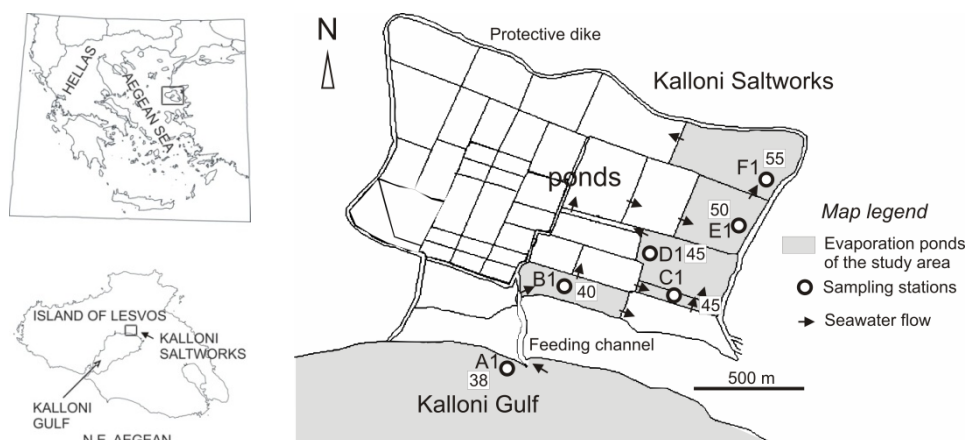 HELLAS
AEGEAN SEA
ISLAND OF LESVOS
KALLONI
SALTWORKS
KALLONI
GULF
N.E. AEGEAN
N
Protective dike
Kalloni Saltworks
ponds
F1 55
50
E1
D1 45
C1
45
B1
40
Feeding channel
A1
38
Kalloni Gulf
500 m
Map legend
Evaporation ponds
of the study area
Sampling stations
Seawater flow